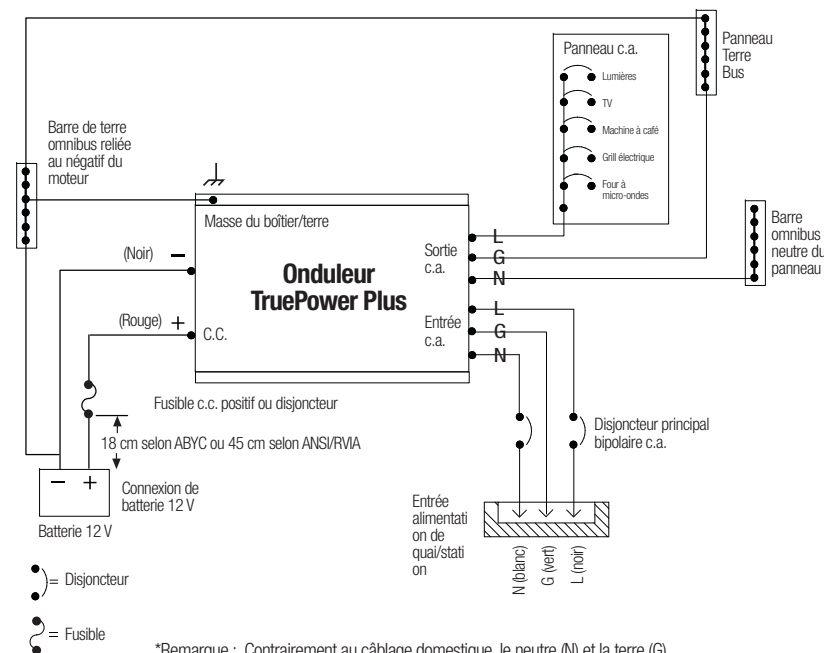 Panneau
Terre
Bus
Panneau c.a.
Lumières
TV
Machine à café
Grill électrique
Four à
micro-ondes
Barre de terre
omnibus reliée
au négatif du
moteur
Masse du boîtier/terre
(Noir) –
Onduleur
TruePower Plus
Sortie
c.a.
L
G
N
Barre
omnibus
neutre du
panneau
(Rouge) +
C.C.
Entrée
c.a.
L
G
N
Fusible c.c. positif ou disjoncteur
18 cm selon ABYC ou 45 cm selon ANSI/RVIA
Disjoncteur principal
bipolaire c.a.
– +
Connexion de
batterie 12 V
Batterie 12 V
Entrée
alimentati
on de
quai/stati
on
N (blanc)
G (vert)
L (noir)
= Disjoncteur
= Fusible
*Remarque : Contrairement au câblage domestique, le neutre (N) et la terre (G)